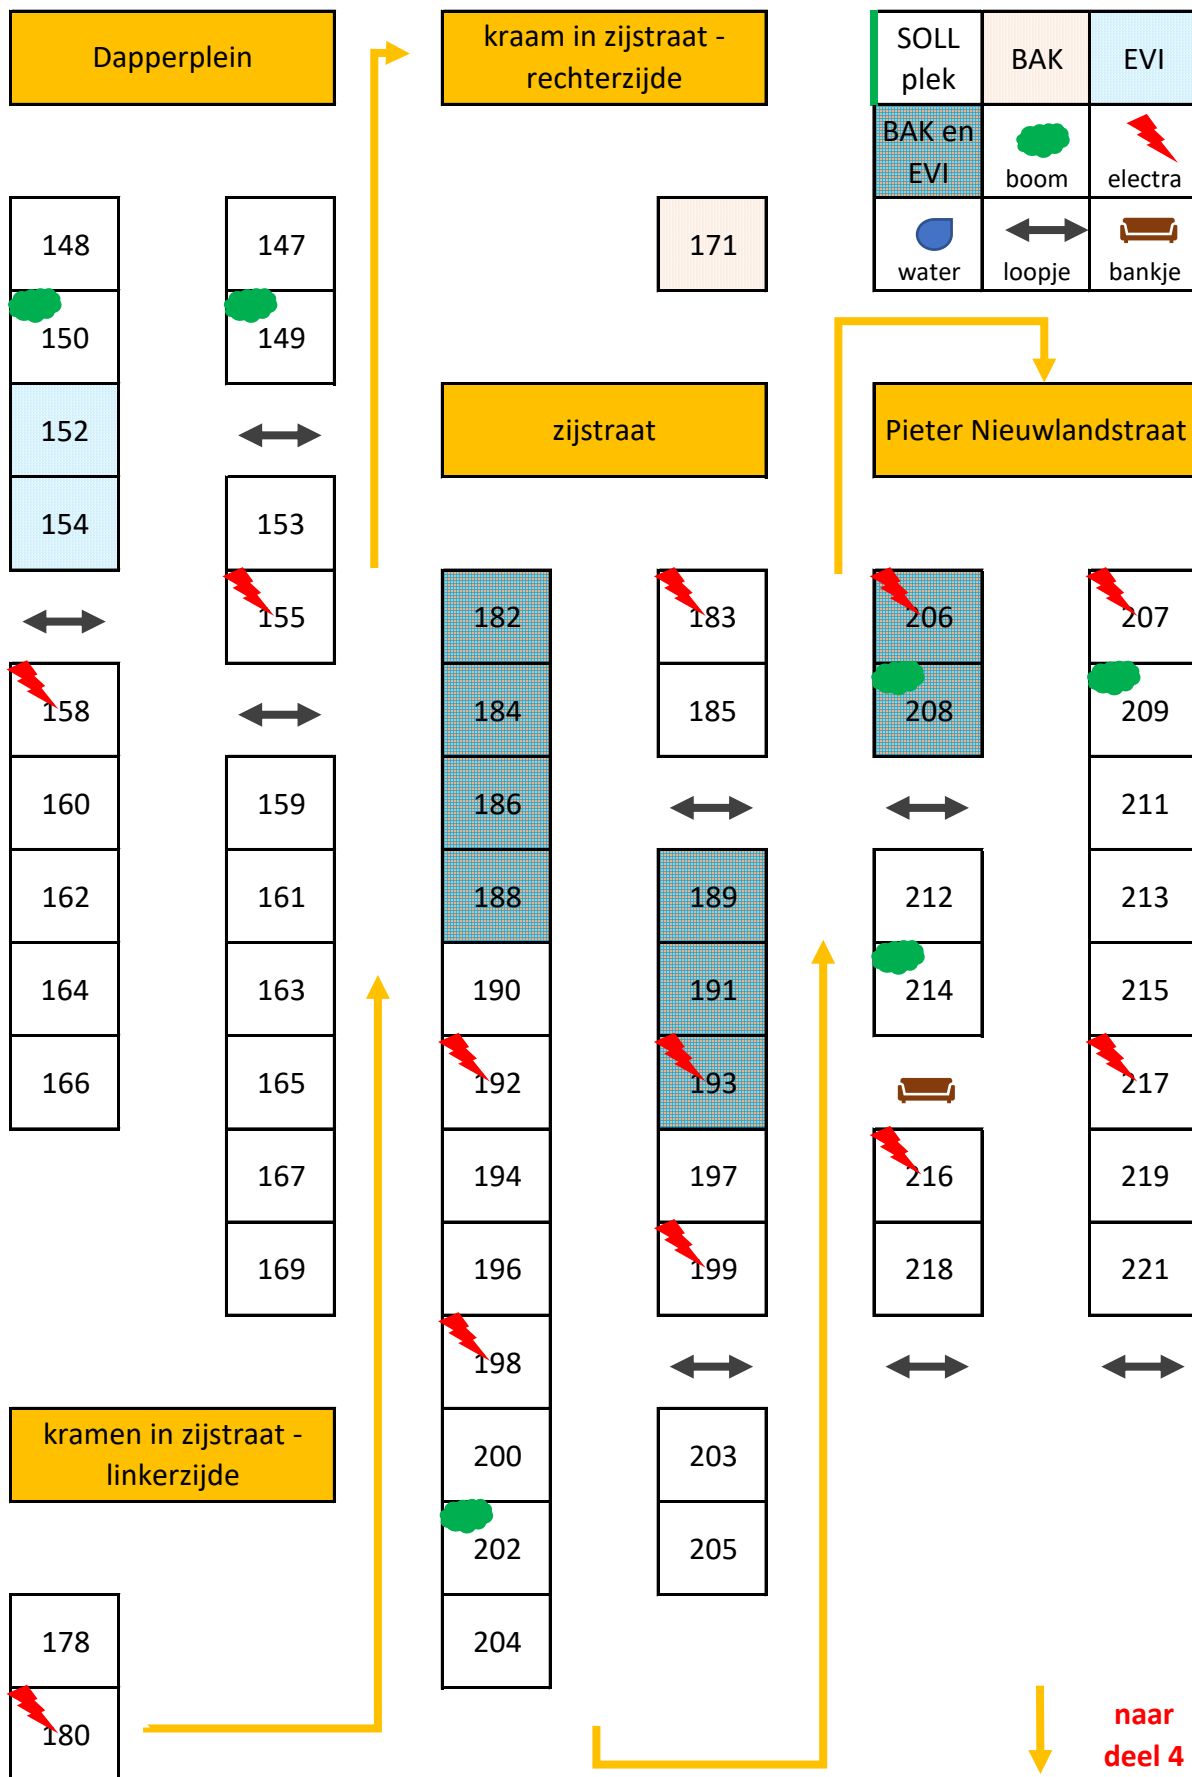 Dapperplein
kraam in zijstraat -
rechterzijde
SOLL
plek
BAK
EVI
BAK en
EVI
boom
electra
water
loopje
bankje
148
147
171
150
149
152
zijstraat
Pieter Nieuwlandstraat
154
153
155
182
183
206
207
158
184
185
208
209
160
159
186
211
162
161
188
189
212
213
164
163
190
191
214
215
166
165
192
193
217
167
194
197
216
219
169
196
199
218
221
198
kramen in zijstraat -
linkerzijde
200
203
202
205
178
204
180
naar
deel 4